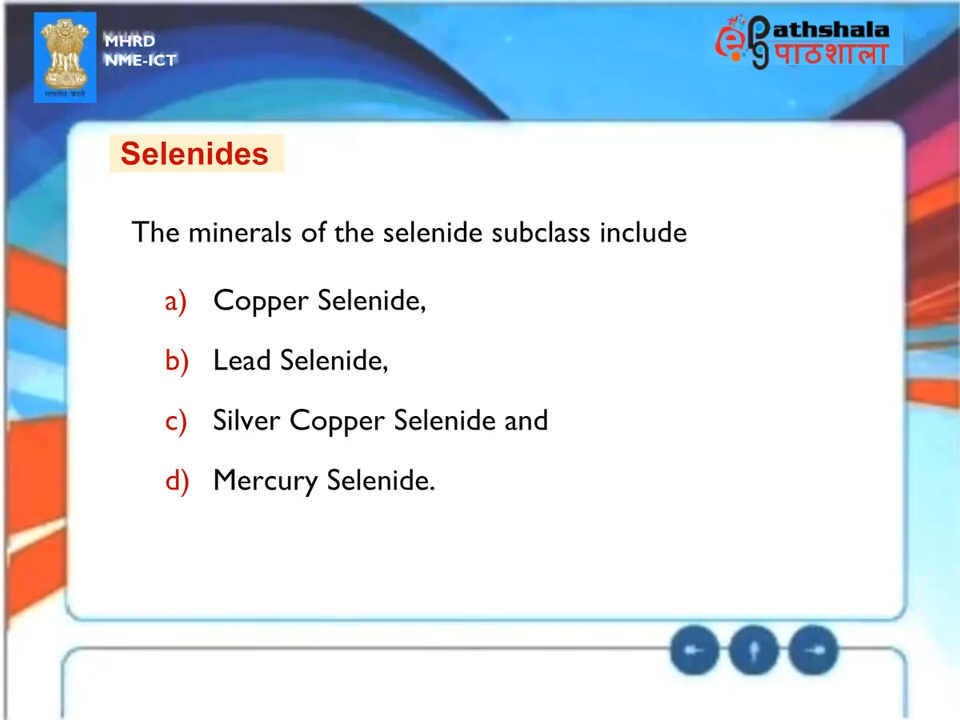 MHRD
NME-ICT
epg athshala
पाठशाला
Selenides
The minerals of the selenide subclass include
a) Copper Selenide,
b) Lead Selenide,
c) Silver Copper Selenide and
d) Mercury Selenide.